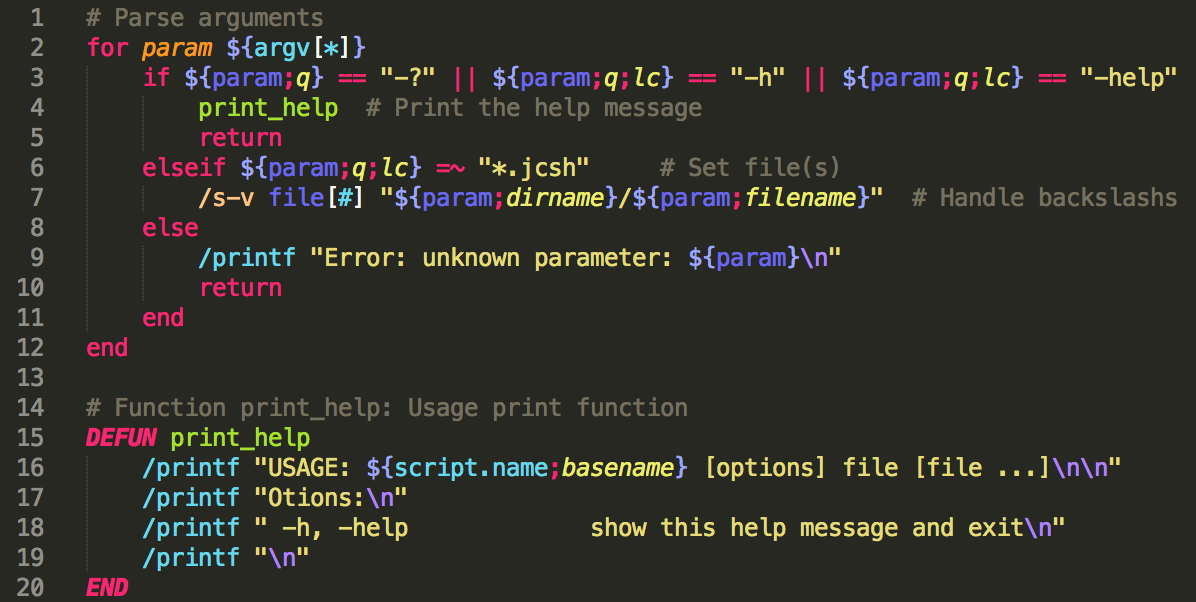 1 # Parse arguments
2 for param ${argv[*]}
3 if ${param;q} == "-?" || ${param;q;lc} == "-h" || ${param;q;lc} == "-help"
4 print_help # Print the help message
5 return
6 elseif ${param;q;lc} =~ "*.jcsh" # Set file(s)
7 /s-v file[#] "${param;dirname}/${param;filename}" # Handle backslashs
8 else
9 /printf "Error: unknown parameter: ${param}\n"
10 return
11 end
12 end
13
14 # Function print_help: Usage print function
15 DEFUN print_help
16 /printf "USAGE: ${script.name;basename} [options] file [file ...]\n\n"
17 /printf "Otions:\n"
18 /printf " -h, -help show this help message and exit\n"
19 /printf "\n"
20 END